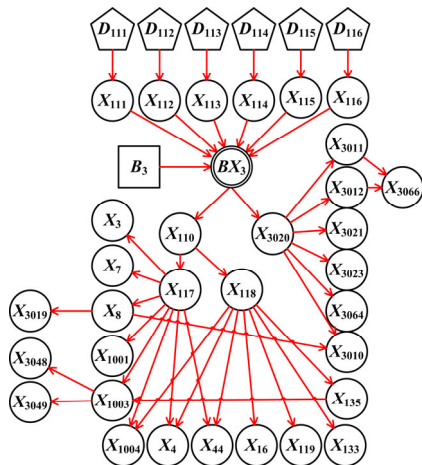 D111 D112 D113 D114 D115 D116
X111 X112 X113 X114 X115 X116
B3 BX3
X3011
X3012 X3066
X3 X110 X3020 X3021
X7 X3023
X117 X118
X3019 X8 X3064
X3048 X1001 X3010
X3049 X1003 X135
X1004 X4 X44 X16 X119 X133